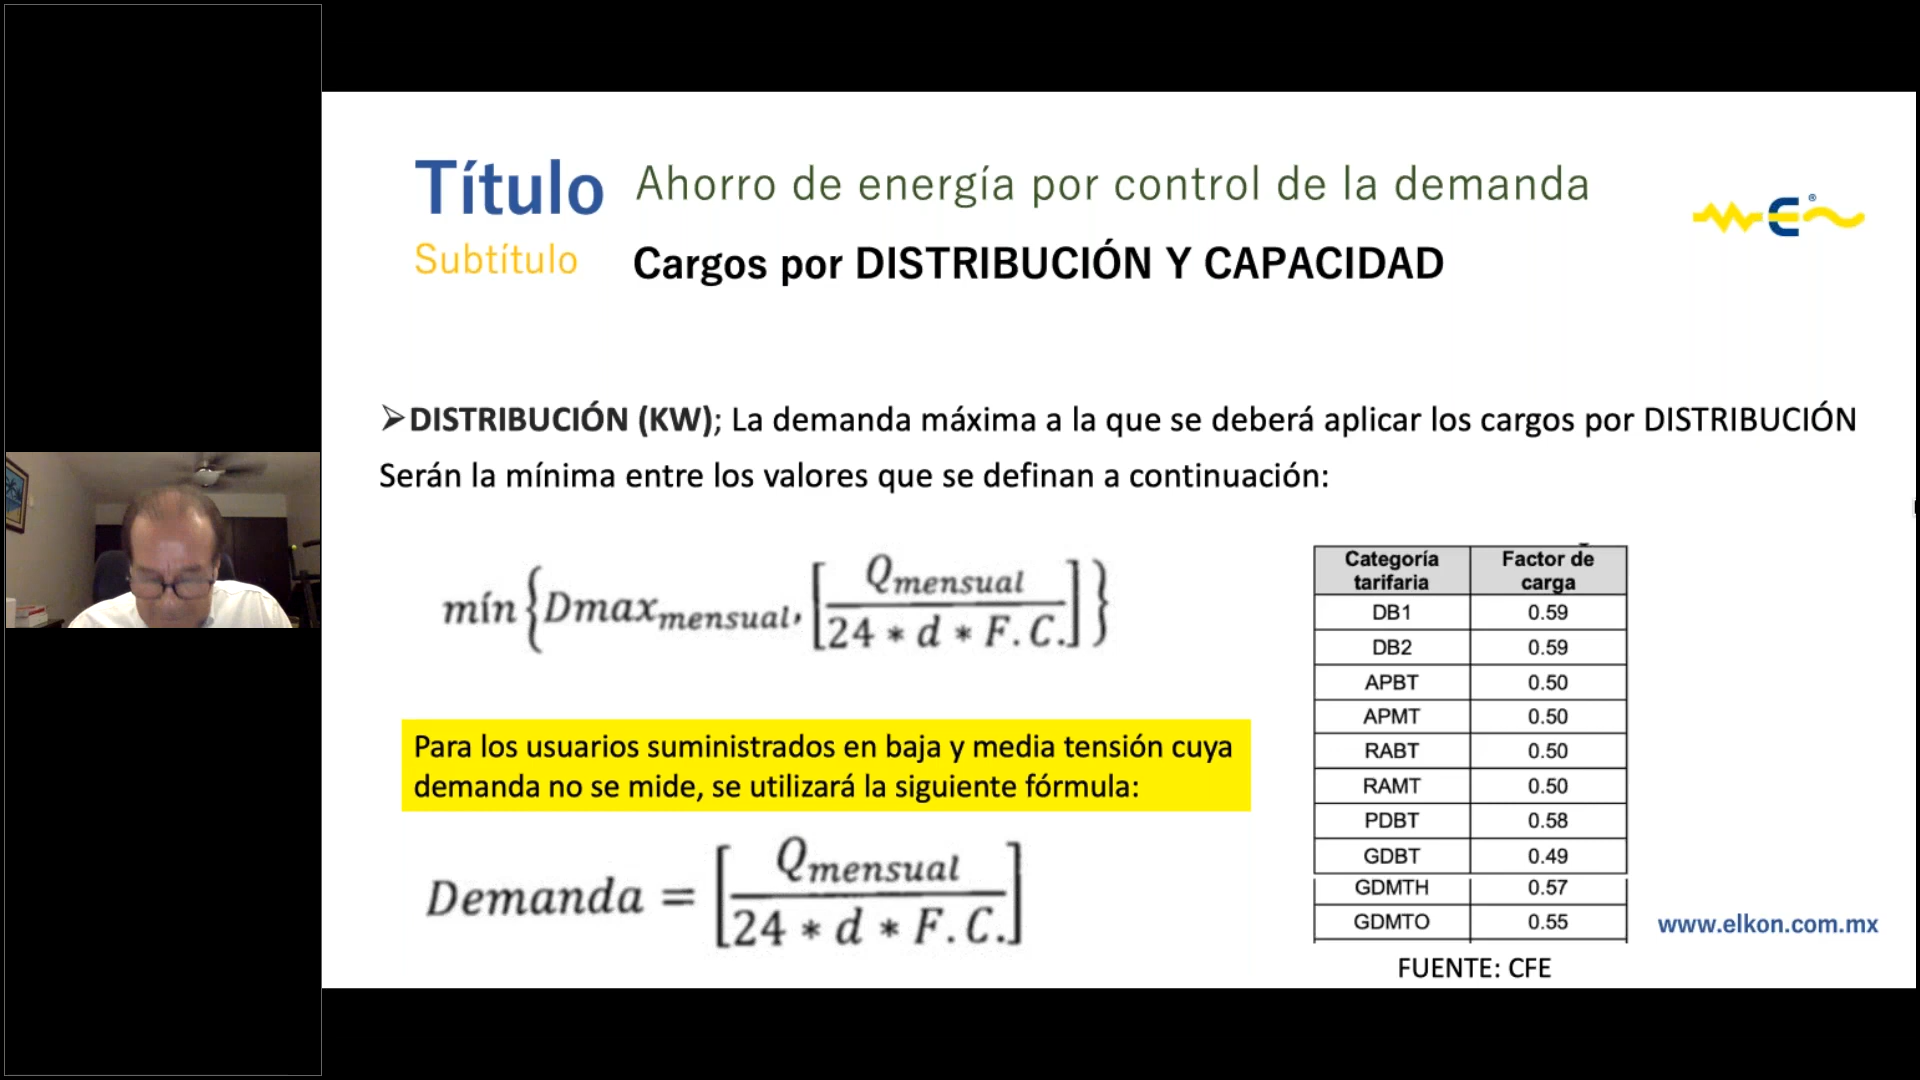 Título Ahorro de energía por control de la demanda
Subtítulo Cargos por DISTRIBUCIÓN Y CAPACIDAD
E®
➢DISTRIBUCIÓN (KW); La demanda máxima a la que se deberá aplicar los cargos por DISTRIBUCIÓN
Serán la mínima entre los valores que se definan a continuación:
mín {Dmax_mensual, [Q_mensual / 24 * d * F.C.]}
Para los usuarios suministrados en baja y media tensión cuya
demanda no se mide, se utilizará la siguiente fórmula:
Demanda = [Q_mensual / 24 * d * F.C.]
Categoría tarifaria Factor de carga
DB1 0.59
DB2 0.59
APBT 0.50
APMT 0.50
RABT 0.50
RAMT 0.50
PDBT 0.58
GDBT 0.49
GDMTH 0.57
GDMTO 0.55
FUENTE: CFE
www.elkon.com.mx